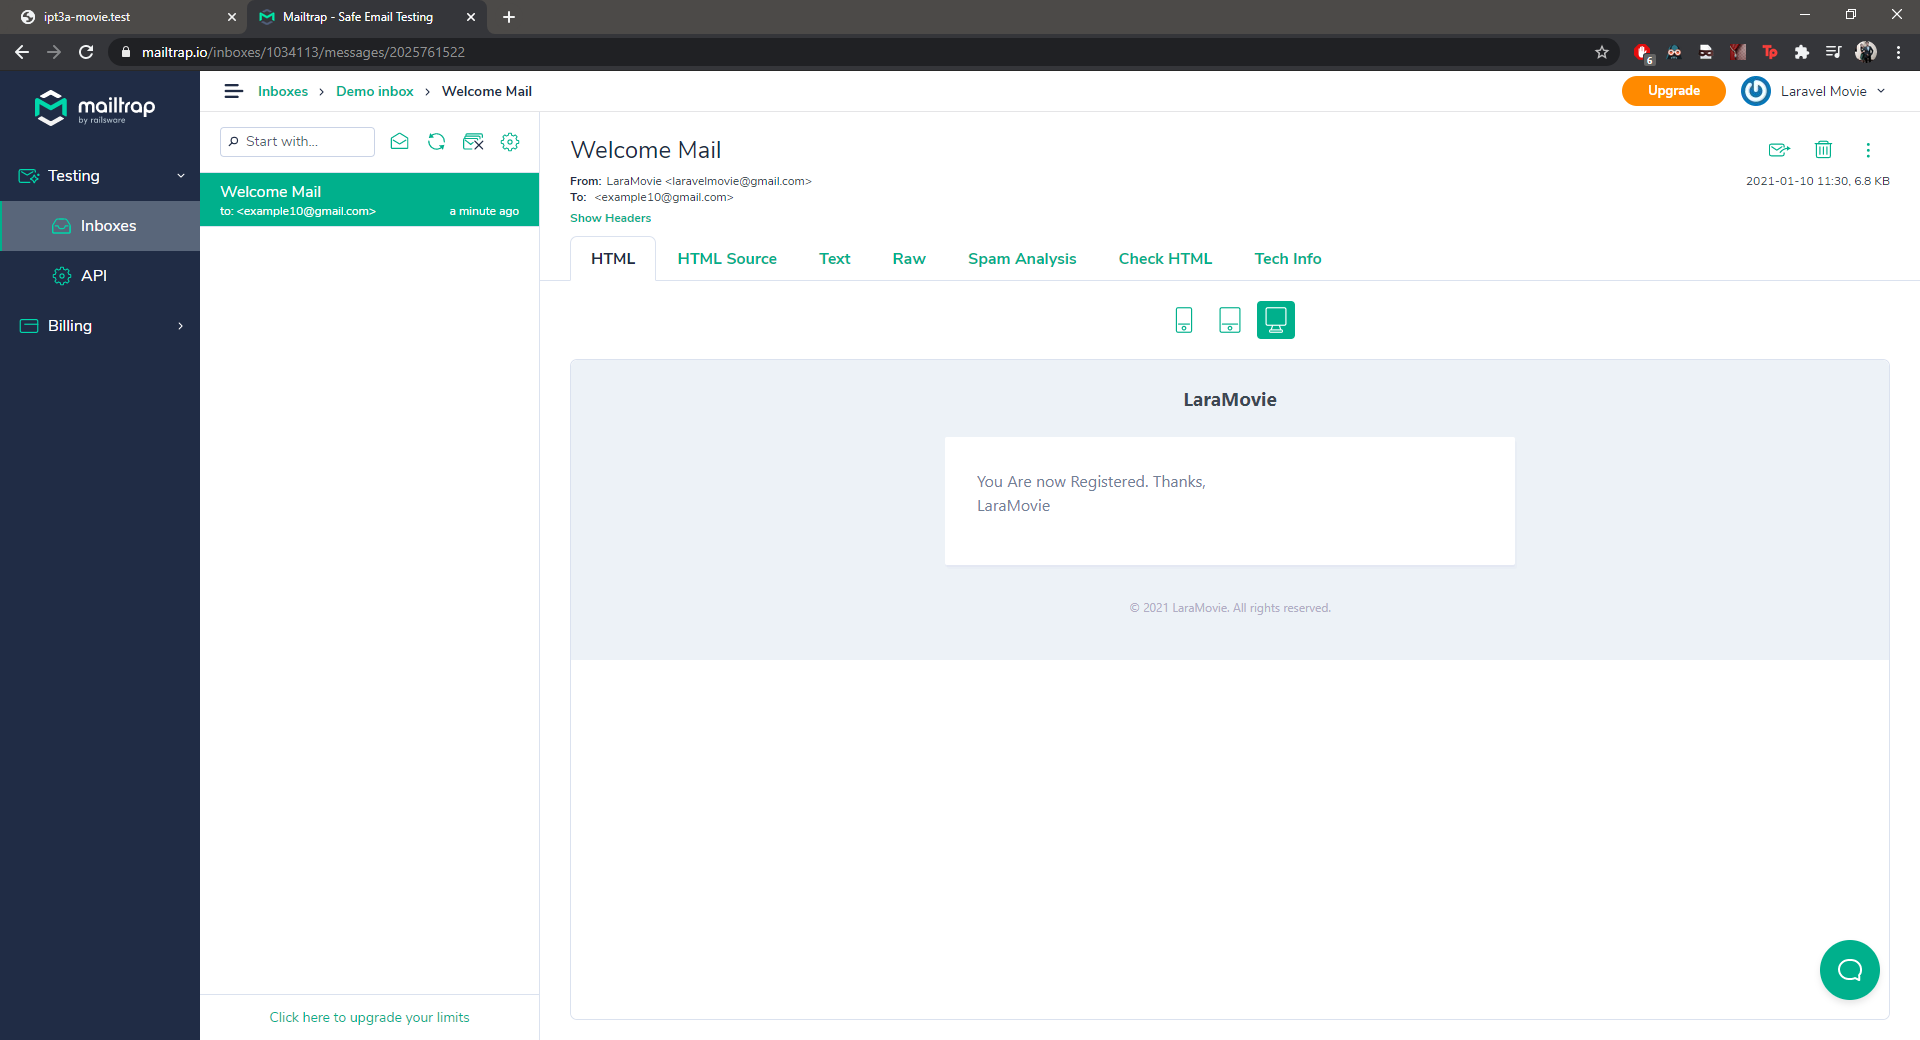 ipt3a-movie.test
Mailtrap - Safe Email Testing
mailtrap.io/inboxes/1034113/messages/2025761522
6
Tp
mailtrap
by railsware
Inboxes › Demo inbox › Welcome Mail
Upgrade
Laravel Movie
Testing
Inboxes
API
Billing
Start with...
Welcome Mail
to: <example10@gmail.com>
a minute ago
Click here to upgrade your limits
Welcome Mail
From: LaraMovie <laravelmovie@gmail.com>
To: <example10@gmail.com>
Show Headers
2021-01-10 11:30, 6.8 KB
HTML
HTML Source
Text
Raw
Spam Analysis
Check HTML
Tech Info
LaraMovie
You Are now Registered. Thanks,
LaraMovie
© 2021 LaraMovie. All rights reserved.